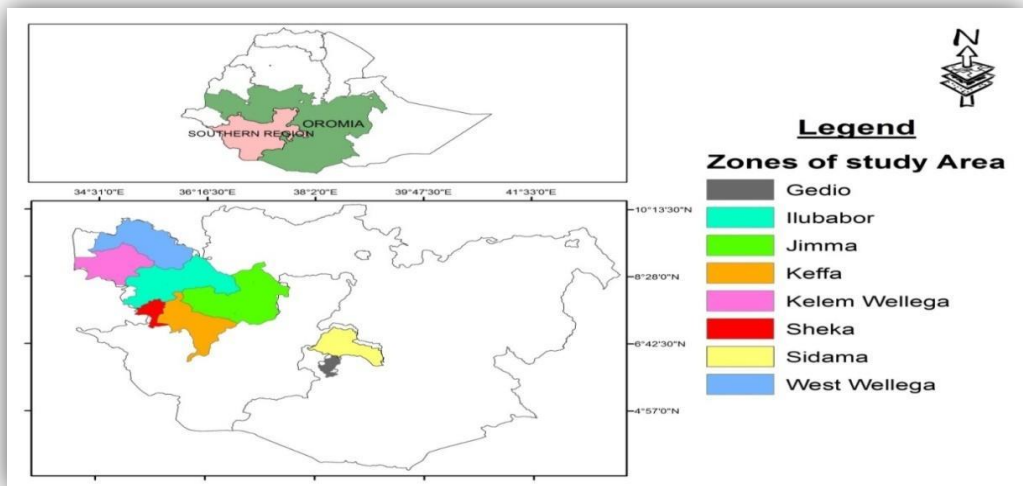 N
OROMIA
SOUTHERN REGION
34°31'0"E 36°16'30"E 38°2'0"E 39°47'30"E 41°33'0"E
10°13'30"N
8°28'0"N
6°42'30"N
4°57'0"N
Legend
Zones of study Area
Gedio
Ilubabor
Jimma
Keffa
Kelem Wellega
Sheka
Sidama
West Wellega